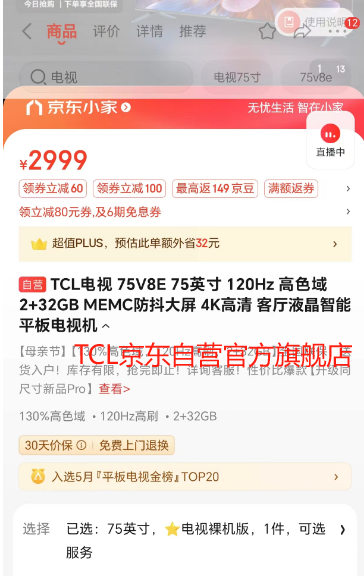 今日抢购 | 下单享全国联保
商品 评价 详情 推荐
使用说明
12
电视
电视75寸
75v8e
1 13
京东小家
无忧生活 智在小家
直播中
¥2999
领券立减60 领券立减100 最高返149京豆 满额返券
领立减80元券,及6期免息券
超值PLUS，预估此单额外省32元
自营 TCL电视 75V8E 75英寸 120Hz 高色域
2+32GB MEMC防抖大屏 4K高清 客厅液晶智能
平板电视机
TCL京东自营官方旗舰店
【母亲节】
货入户！库存有限，抢完即止！详询客服！性价比爆款【升级同
尺寸新品Pro】 查看>
130%高色域 · 120Hz高刷 · 2+32GB
30天价保 免费上门退换
入选5月『平板电视金榜』TOP20
选择 已选：75英寸，⭐电视裸机版，1件，可选
服务